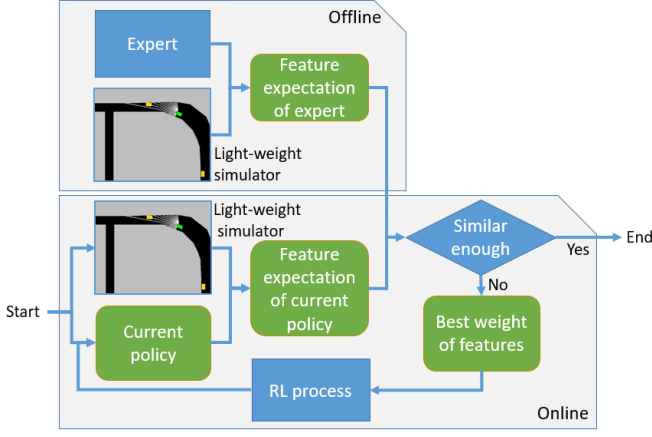 Offline
Expert
Feature
expectation
of expert
Light-weight
simulator
Light-weight
simulator
Similar
enough
Yes
End
No
Start
Feature
expectation
of current
policy
Current
policy
Best weight
of features
RL process
Online